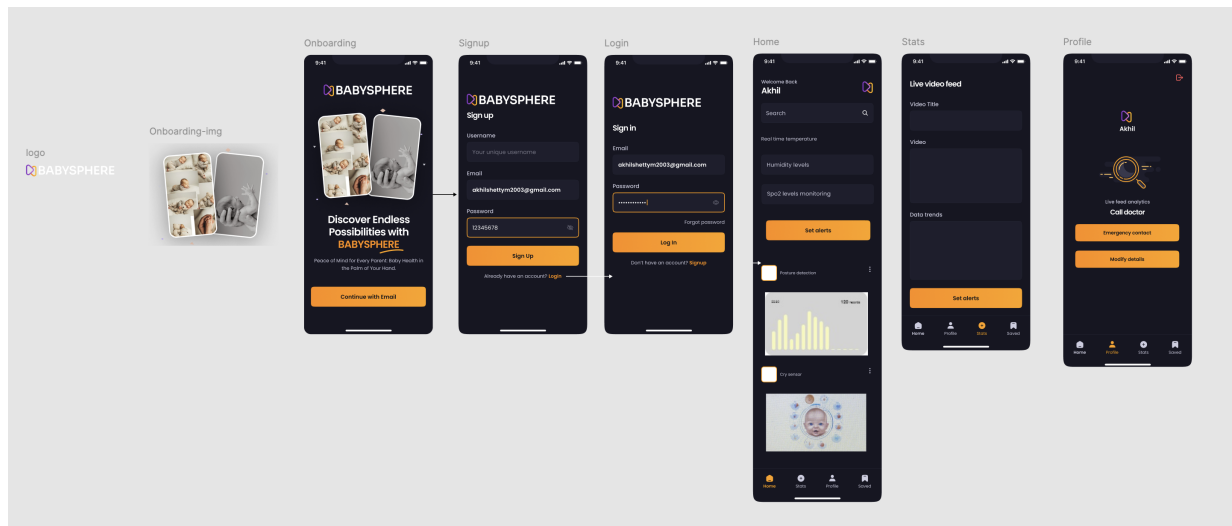 logo
BABYSPHERE
Onboarding-img
Onboarding
9:41
BABYSPHERE
Discover Endless
Possibilities with
BABYSPHERE
Peace of Mind for Every Parent: Baby Health in
the Palm of Your Hand.
Continue with Email
Signup
9:41
BABYSPHERE
Sign up
Username
Your unique username
Email
akhilshettym2003@gmail.com
Password
12345678
Sign Up
Already have an account? Login
Login
9:41
BABYSPHERE
Sign in
Email
akhilshettym2003@gmail.com
Password
Forgot password
Log In
Don't have an account? Signup
Home
9:41
Welcome Back
Akhil
Search
Real time temperature
Humidity levels
Spo2 levels monitoring
Set alerts
Posture detection
Cry sensor
Home
Stats
Profile
Saved
Stats
9:41
Live video feed
Video Title
Video
Data trends
Set alerts
Home
Profile
Stats
Saved
Profile
9:41
Akhil
Live feed analytics
Call doctor
Emergency contact
Modify details
Home
Profile
Stats
Saved